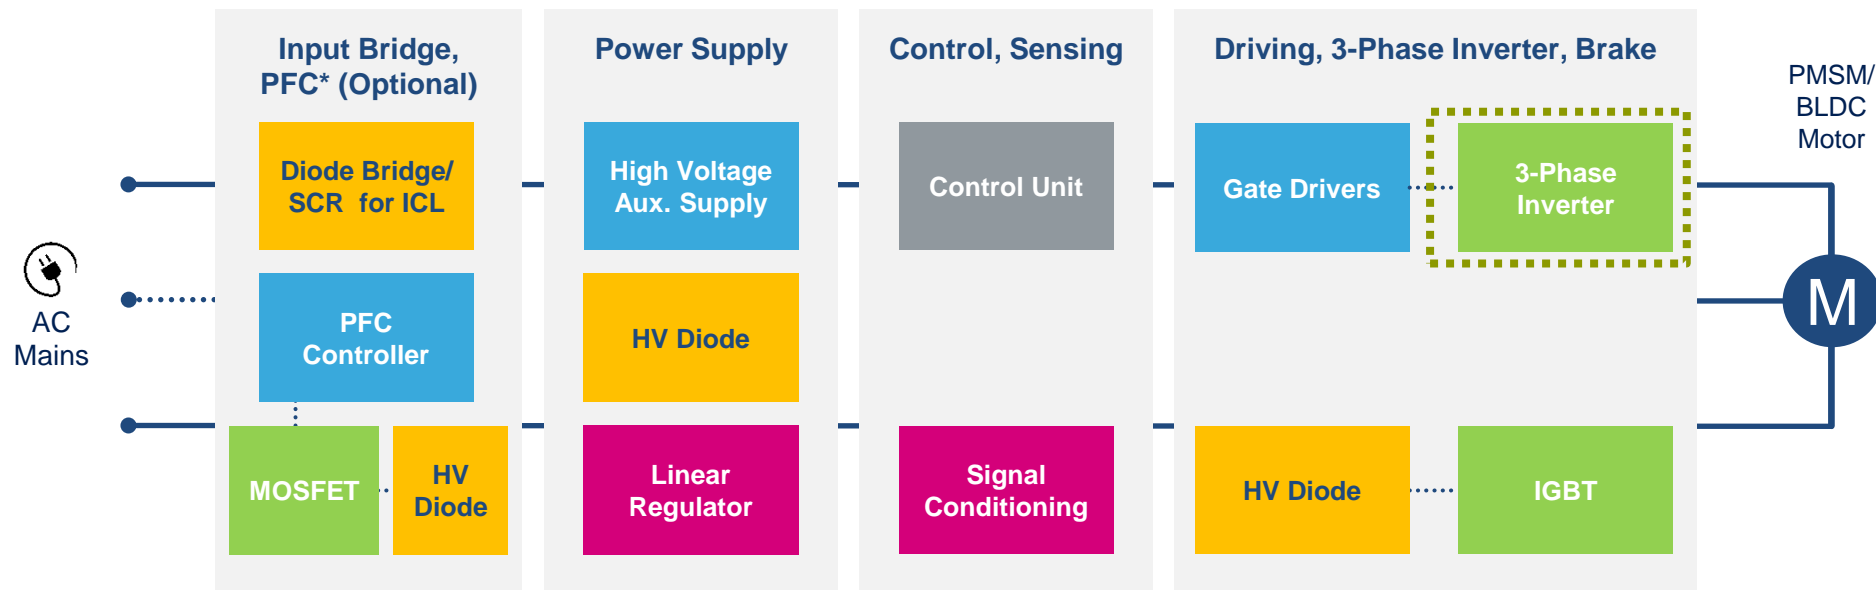 Input Bridge,
PFC* (Optional)
Power Supply
Control, Sensing
Driving, 3-Phase Inverter, Brake
PMSM/
BLDC
Motor
Diode Bridge/
SCR for ICL
High Voltage
Aux. Supply
Control Unit
Gate Drivers
3-Phase
Inverter
AC
Mains
PFC
Controller
HV Diode
M
MOSFET
HV
Diode
Linear
Regulator
Signal
Conditioning
HV Diode
IGBT